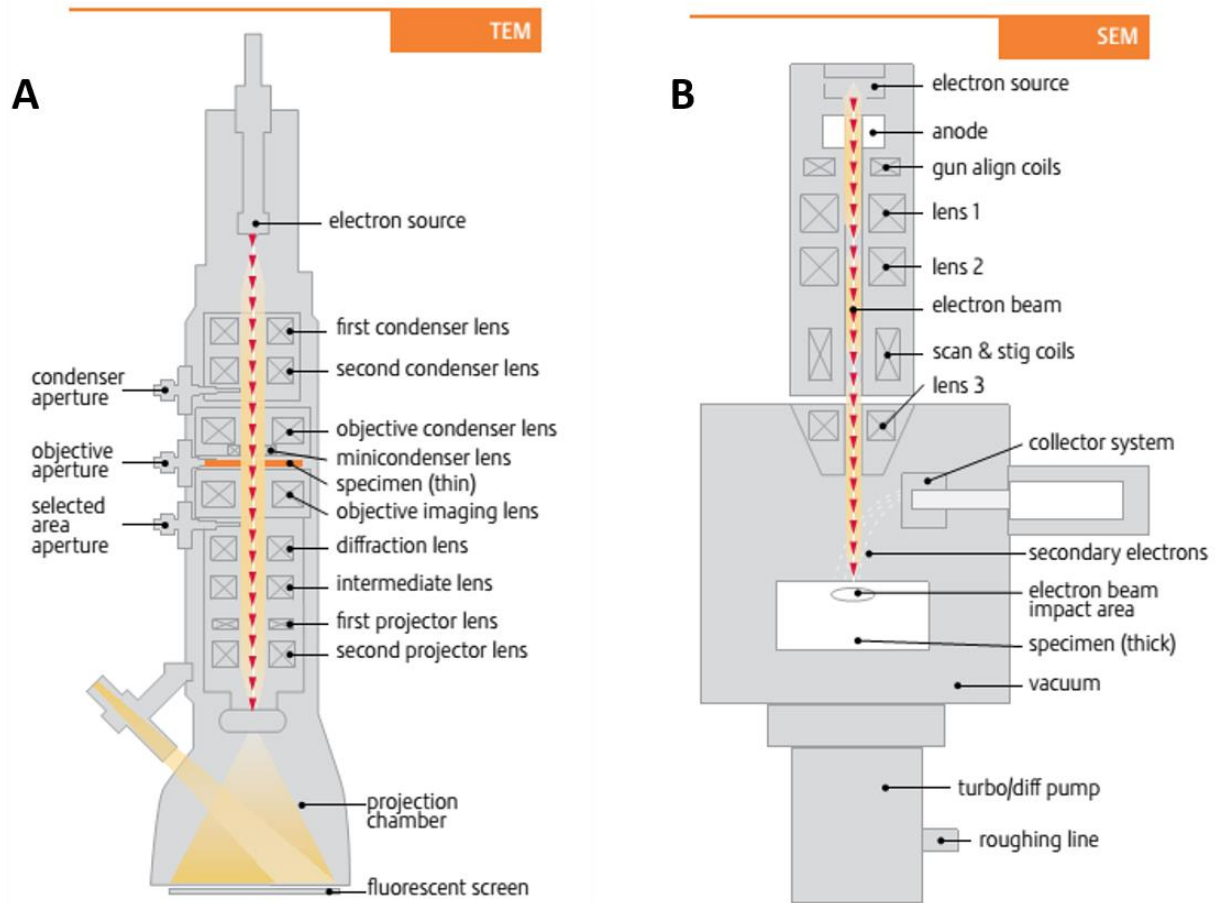 TEM
A
electron source
first condenser lens
second condenser lens
condenser
aperture
objective condenser lens
minicondenser lens
objective
aperture
specimen (thin)
objective imaging lens
selected
area
aperture
diffraction lens
intermediate lens
first projector lens
second projector lens
projection
chamber
fluorescent screen
SEM
B
electron source
anode
gun align coils
lens 1
lens 2
electron beam
scan & stig coils
lens 3
collector system
secondary electrons
electron beam
impact area
specimen (thick)
vacuum
turbo/diff pump
roughing line